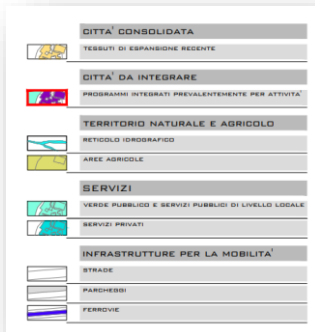 CITTA' CONSOLIDATA
TESSUTI DI ESPANSIONE RECENTE
CITTA' DA INTEGRARE
PROGRAMMI INTEGRATI PREVALENTEMENTE PER ATTIVITA'
TERRITORIO NATURALE E AGRICOLO
RETICOLO IDROGRAFICO
AREE AGRICOLE
SERVIZI
VERDE PUBBLICO E SERVIZI PUBBLICI DI LIVELLO LOCALE
SERVIZI PRIVATI
INFRASTRUTTURE PER LA MOBILITA'
STRADE
PARCHEGGI
FERROVIE